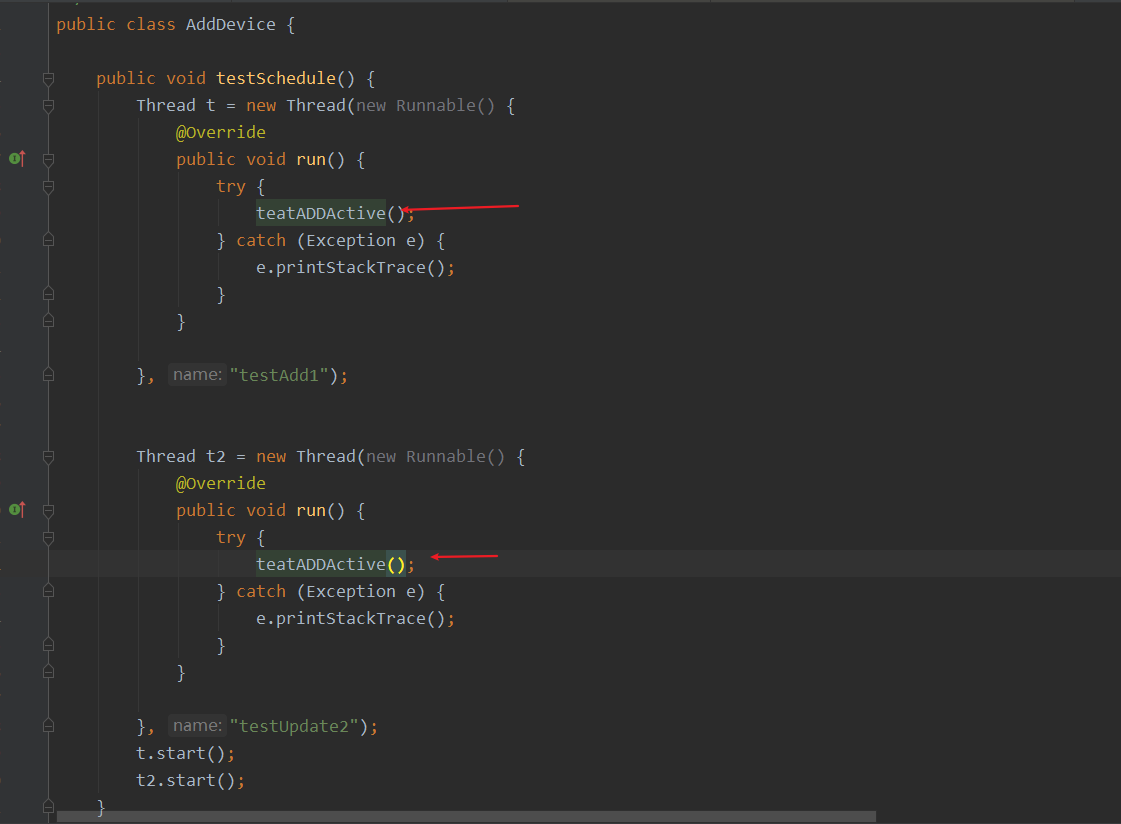 public class AddDevice {
public void testSchedule() {
Thread t = new Thread(new Runnable() {
@Override
public void run() {
try {
teatADDActive();
} catch (Exception e) {
e.printStackTrace();
}
}
}, name: "testAdd1");
Thread t2 = new Thread(new Runnable() {
@Override
public void run() {
try {
teatADDActive();
} catch (Exception e) {
e.printStackTrace();
}
}
}, name: "testUpdate2");
t.start();
t2.start();
}